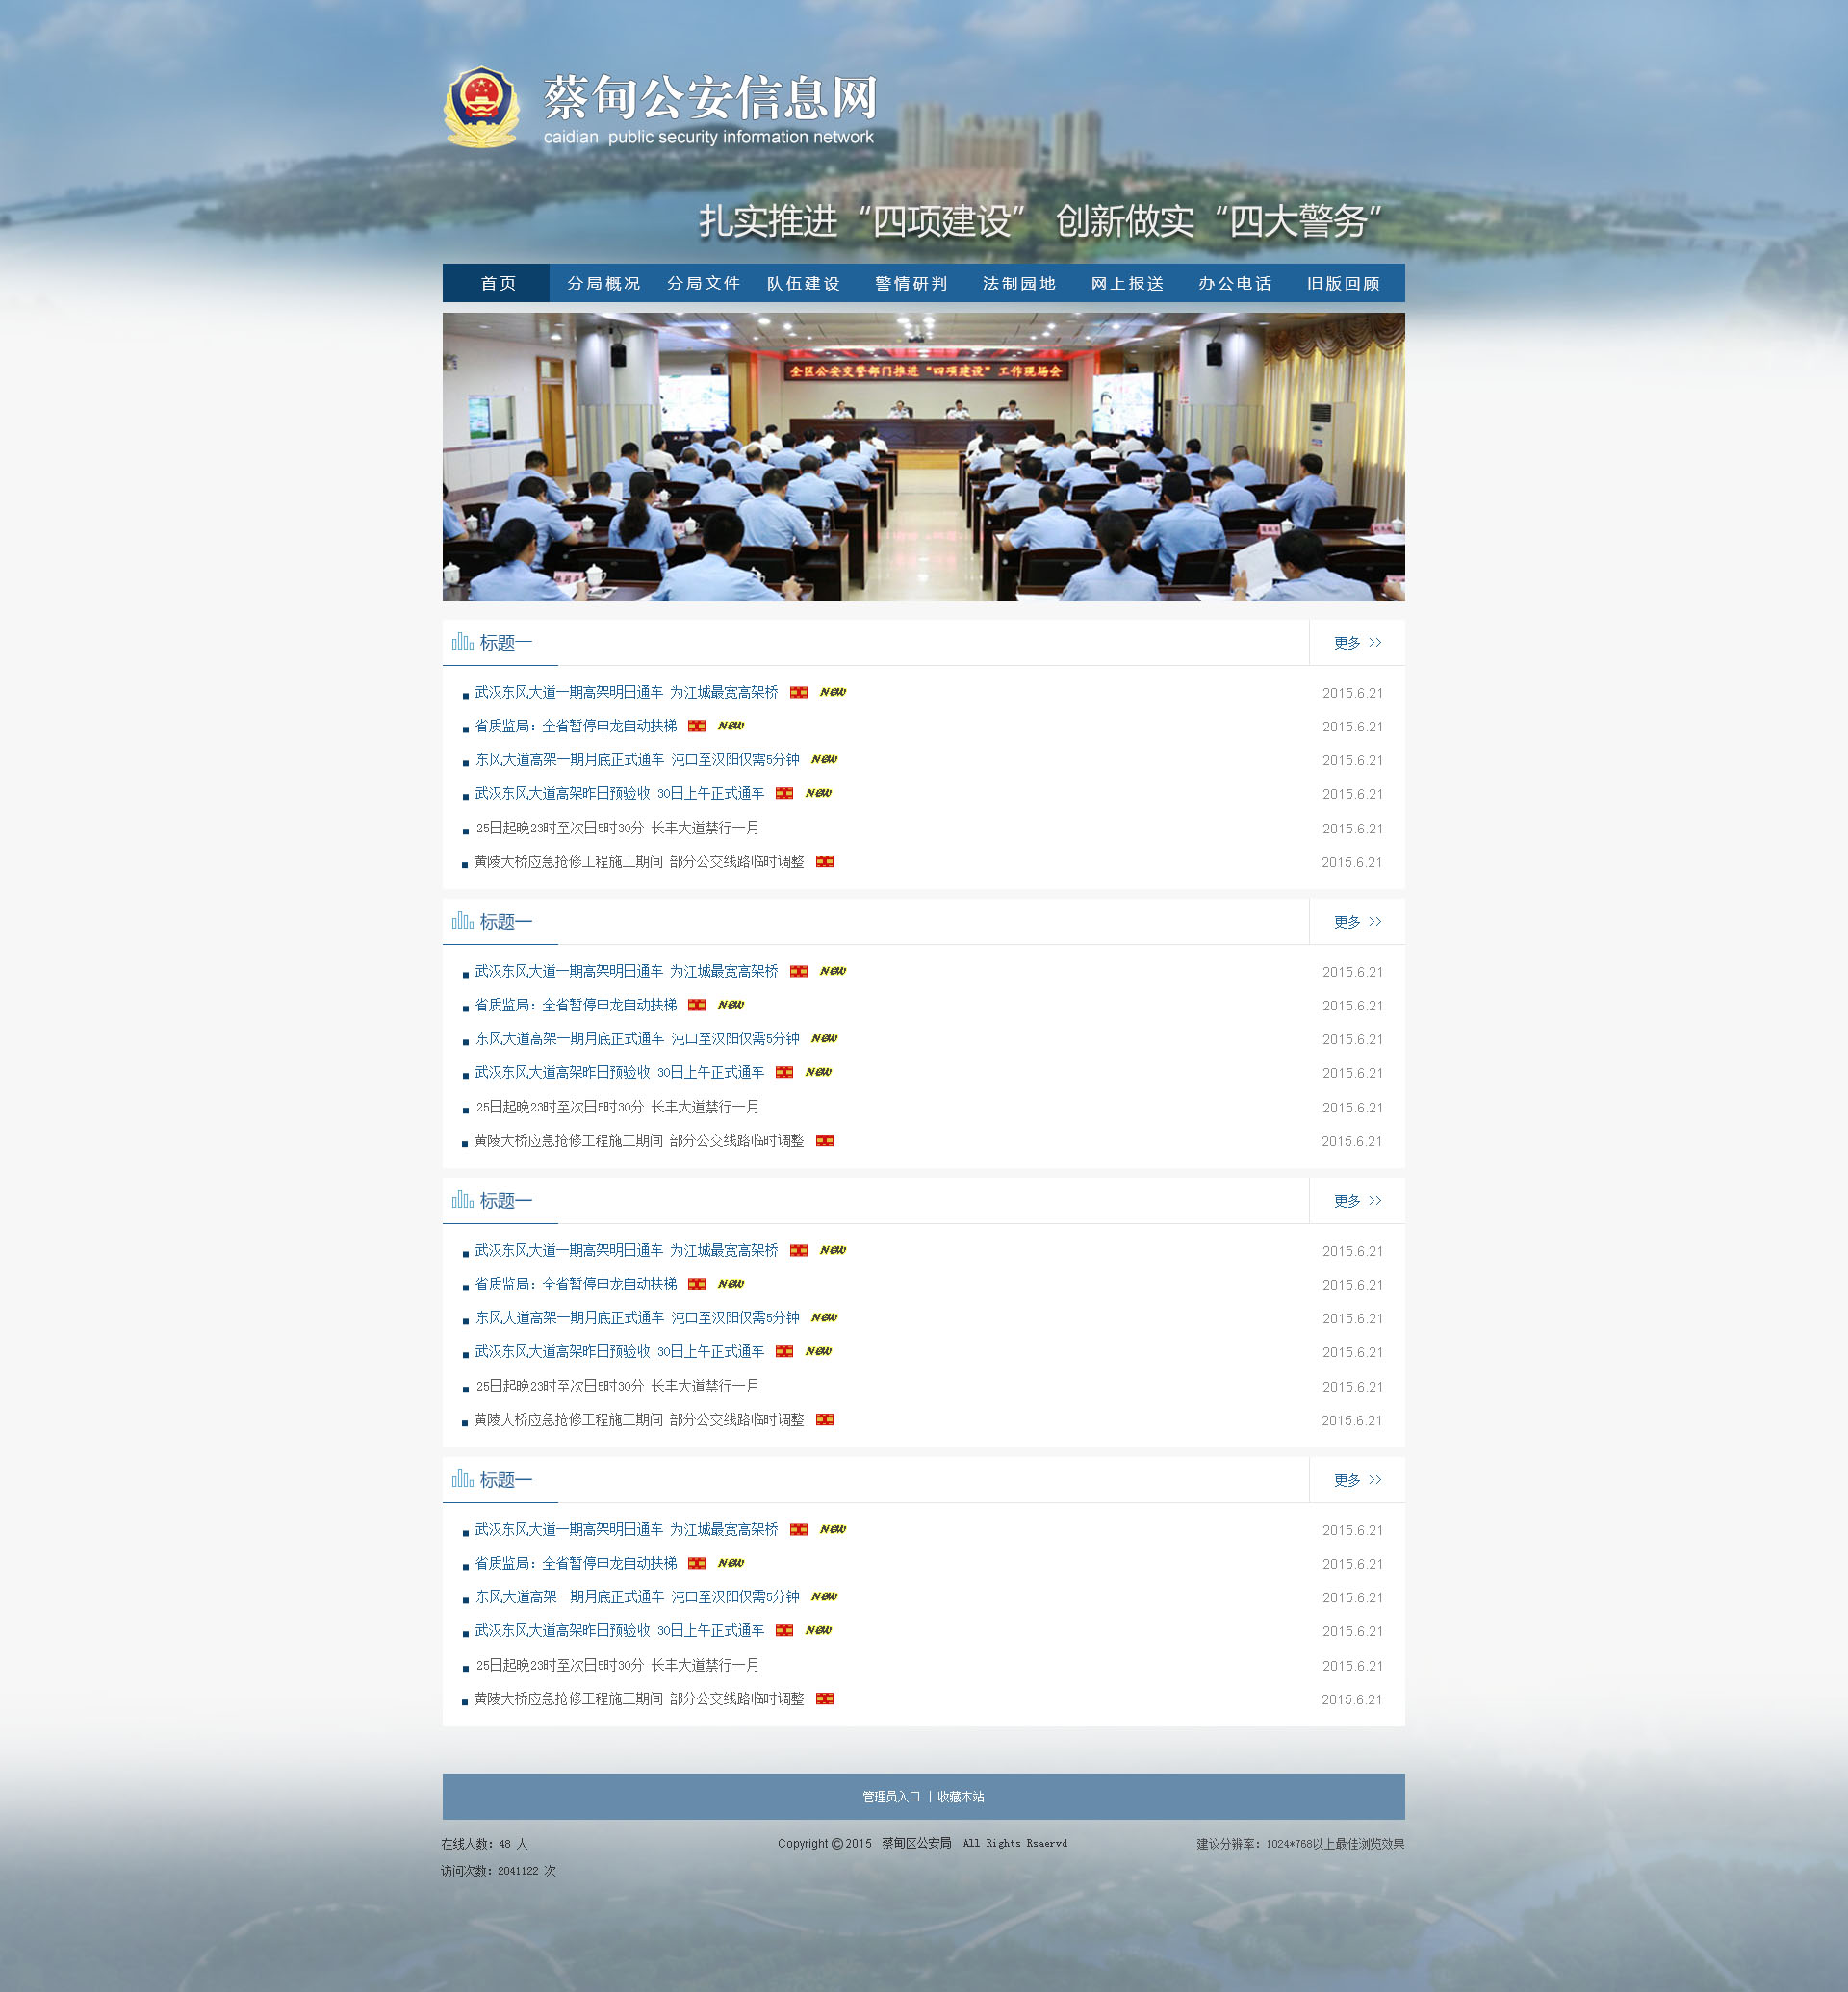 蔡甸公安信息网
caidian public security information network
扎实推进“四项建设” 创新做实“四大警务”
首页 分局概况 分局文件 队伍建设 警情研判 法制园地 网上报送 办公电话 旧版回顾
全区公安交警部门推进“四项建设”工作现场会
标题一 更多 >>
武汉东风大道一期高架明日通车 为江城最宽高架桥 New 2015.6.21
省质监局：全省暂停申龙自动扶梯 New 2015.6.21
东风大道高架一期月底正式通车 沌口至汉阳仅需5分钟 New 2015.6.21
武汉东风大道高架昨日预验收 30日上午正式通车 New 2015.6.21
25日起晚23时至次日5时30分 长丰大道禁行一月 2015.6.21
黄陵大桥应急抢修工程施工期间 部分公交线路临时调整 2015.6.21
标题一 更多 >>
武汉东风大道一期高架明日通车 为江城最宽高架桥 New 2015.6.21
省质监局：全省暂停申龙自动扶梯 New 2015.6.21
东风大道高架一期月底正式通车 沌口至汉阳仅需5分钟 New 2015.6.21
武汉东风大道高架昨日预验收 30日上午正式通车 New 2015.6.21
25日起晚23时至次日5时30分 长丰大道禁行一月 2015.6.21
黄陵大桥应急抢修工程施工期间 部分公交线路临时调整 2015.6.21
标题一 更多 >>
武汉东风大道一期高架明日通车 为江城最宽高架桥 New 2015.6.21
省质监局：全省暂停申龙自动扶梯 New 2015.6.21
东风大道高架一期月底正式通车 沌口至汉阳仅需5分钟 New 2015.6.21
武汉东风大道高架昨日预验收 30日上午正式通车 New 2015.6.21
25日起晚23时至次日5时30分 长丰大道禁行一月 2015.6.21
黄陵大桥应急抢修工程施工期间 部分公交线路临时调整 2015.6.21
标题一 更多 >>
武汉东风大道一期高架明日通车 为江城最宽高架桥 New 2015.6.21
省质监局：全省暂停申龙自动扶梯 New 2015.6.21
东风大道高架一期月底正式通车 沌口至汉阳仅需5分钟 New 2015.6.21
武汉东风大道高架昨日预验收 30日上午正式通车 New 2015.6.21
25日起晚23时至次日5时30分 长丰大道禁行一月 2015.6.21
黄陵大桥应急抢修工程施工期间 部分公交线路临时调整 2015.6.21
管理员入口 | 收藏本站
在线人数：48 人 Copyright ©2015 蔡甸区公安局 All Rights Rsaervd 建议分辨率：1024*768以上最佳浏览效果
访问次数：2041122 次